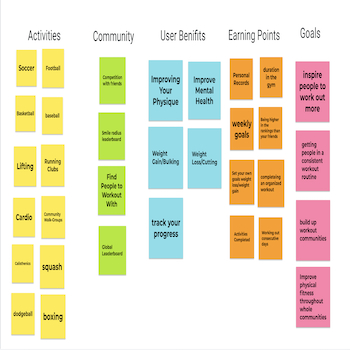 Activities
Community
User Benifits
Earning Points
Goals
Soccer
Football
Basketball
baseball
Lifting
Running
Clubs
Cardio
Community
Walk-Groups
Calisthenics
squash
dodgeball
boxing
Competition
with friends
5mile radius
leaderboard
Find
People to
Workout
With
Global
Leaderboard
Improving
Your
Physique
Improve
Mental
Health
Weight
Gain/Bulking
Weight
Loss/Cutting
track your
progress
Personal
Records
duration
in the
gym
weekly
goals
Being higher
in the
rankings than
your friends
Set your own
goals weight
loss/weight
gain
completing
an organized
workout
Activities
Completed
Working out
consecutive
days
inspire
people to
work out
more
getting
people in a
consistent
workout
routine
build up
workout
communities
Improve
physical
fitness
throughout
whole
communities